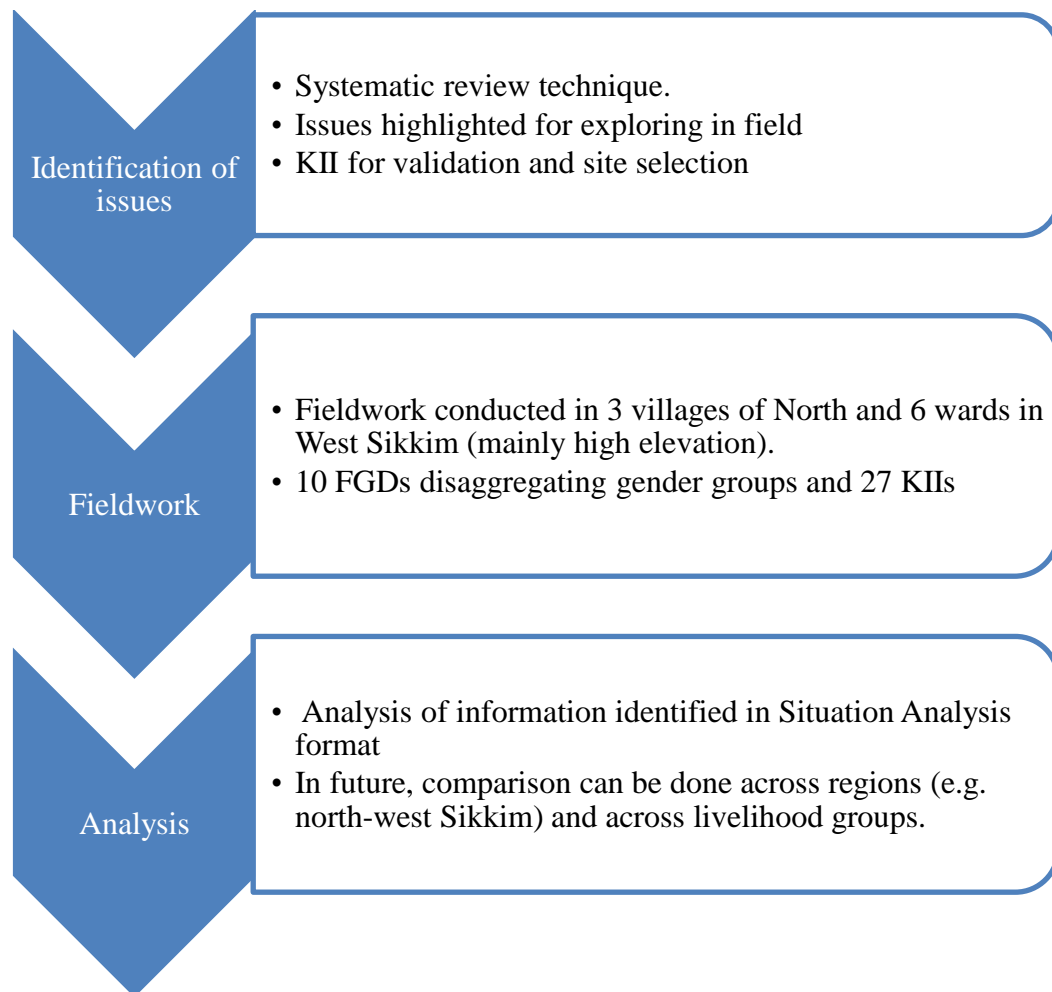 Identification of
issues
• Systematic review technique.
• Issues highlighted for exploring in field
• KII for validation and site selection
Fieldwork
• Fieldwork conducted in 3 villages of North and 6 wards in
West Sikkim (mainly high elevation).
• 10 FGDs disaggregating gender groups and 27 KIIs
Analysis
• Analysis of information identified in Situation Analysis
format
• In future, comparison can be done across regions (e.g.
north-west Sikkim) and across livelihood groups.